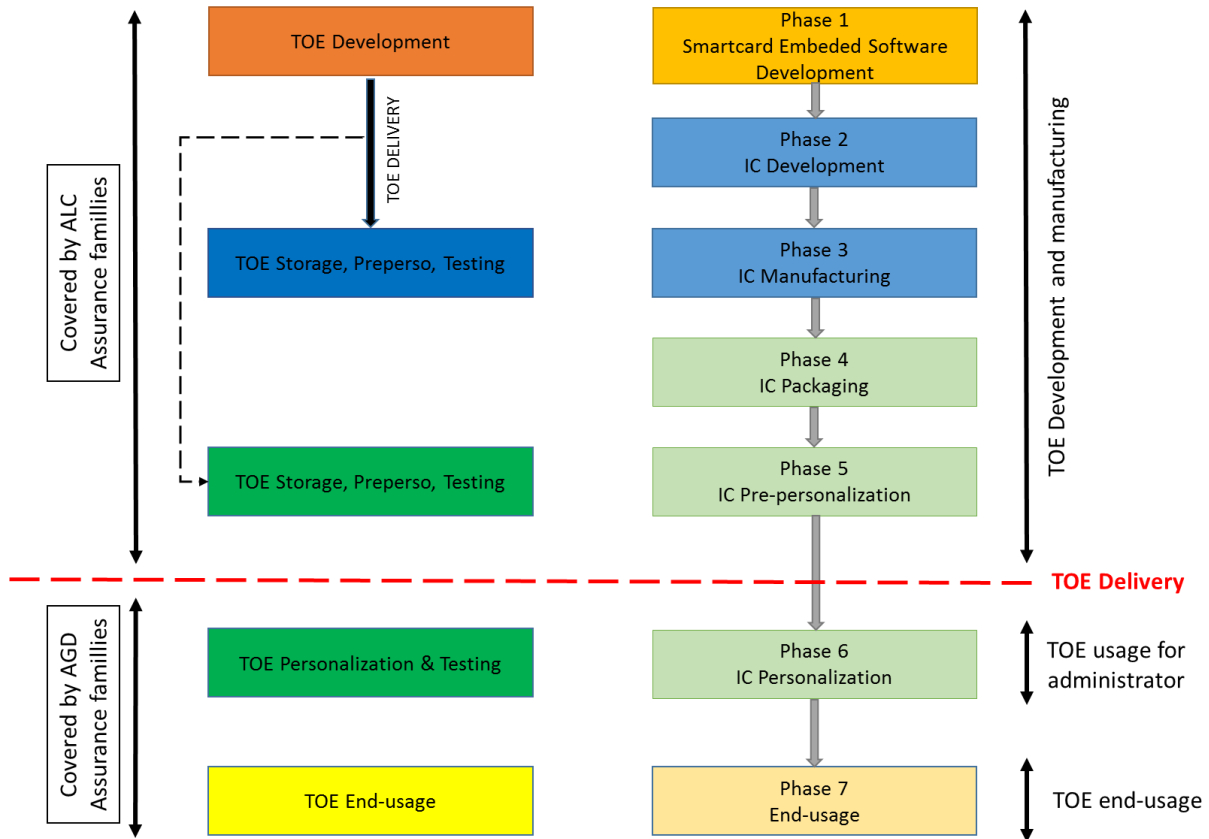 TOE Development
Phase 1
Smartcard Embeded Software
Development
TOE DELIVERY
Phase 2
IC Development
Covered by ALC
Assurance famillies
TOE Development and manufacturing
TOE Storage, Preperso, Testing
Phase 3
IC Manufacturing
Phase 4
IC Packaging
TOE Storage, Preperso, Testing
Phase 5
IC Pre-personalization
TOE Delivery
Covered by AGD
Assurance famillies
TOE Personalization & Testing
Phase 6
IC Personalization
TOE usage for
administrator
TOE End-usage
Phase 7
End-usage
TOE end-usage